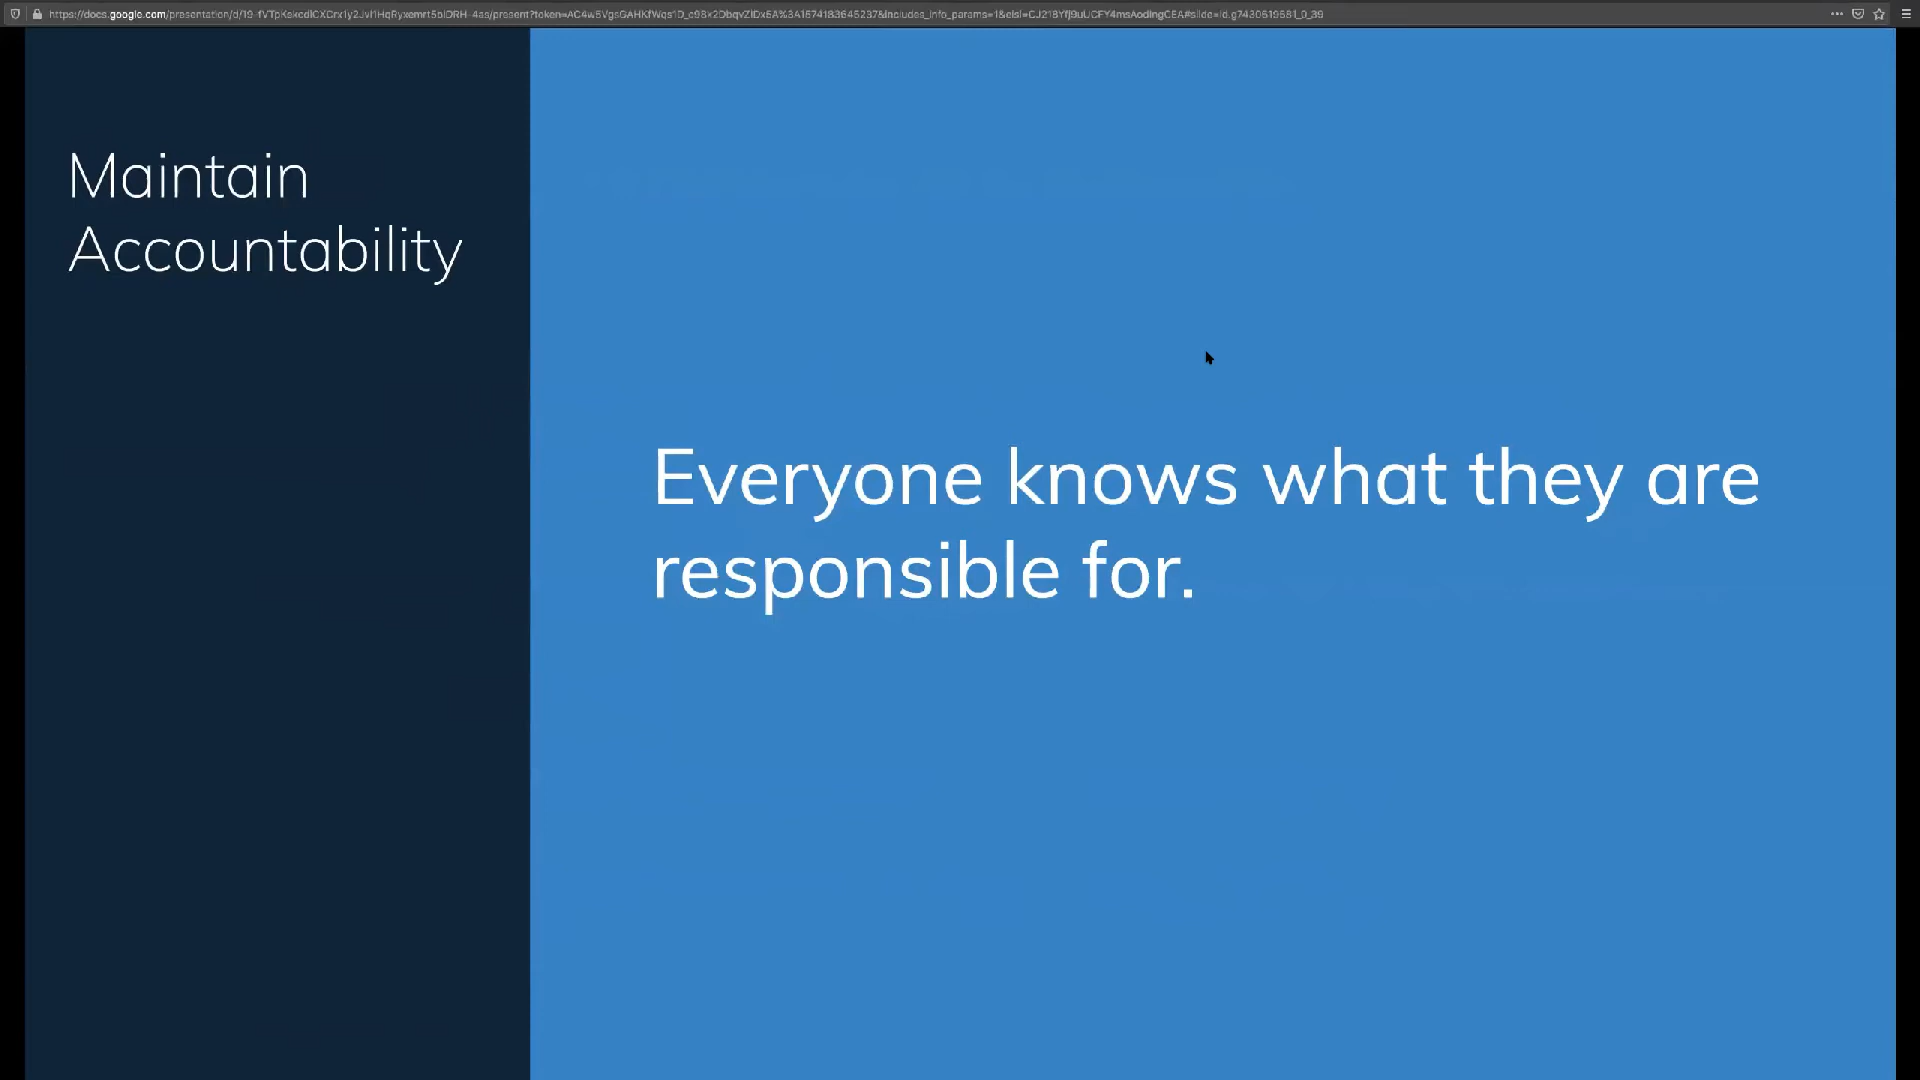 Maintain
Accountability
Everyone knows what they are
responsible for.